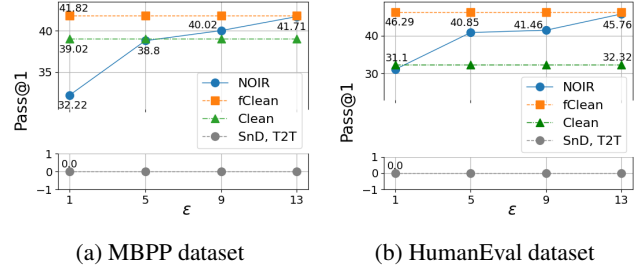 41.82
40.02
41.71
40
39.02
38.8
35
32.22
Pass@1
NOIR
fClean
Clean
SnD, T2T
1
0
−1
0.0
1 5 9 13
ε
(a) MBPP dataset
46.29
40.85
41.46
45.76
40
31.1
32.32
30
Pass@1
NOIR
fClean
Clean
SnD, T2T
1
0
−1
0.0
1 5 9 13
ε
(b) HumanEval dataset